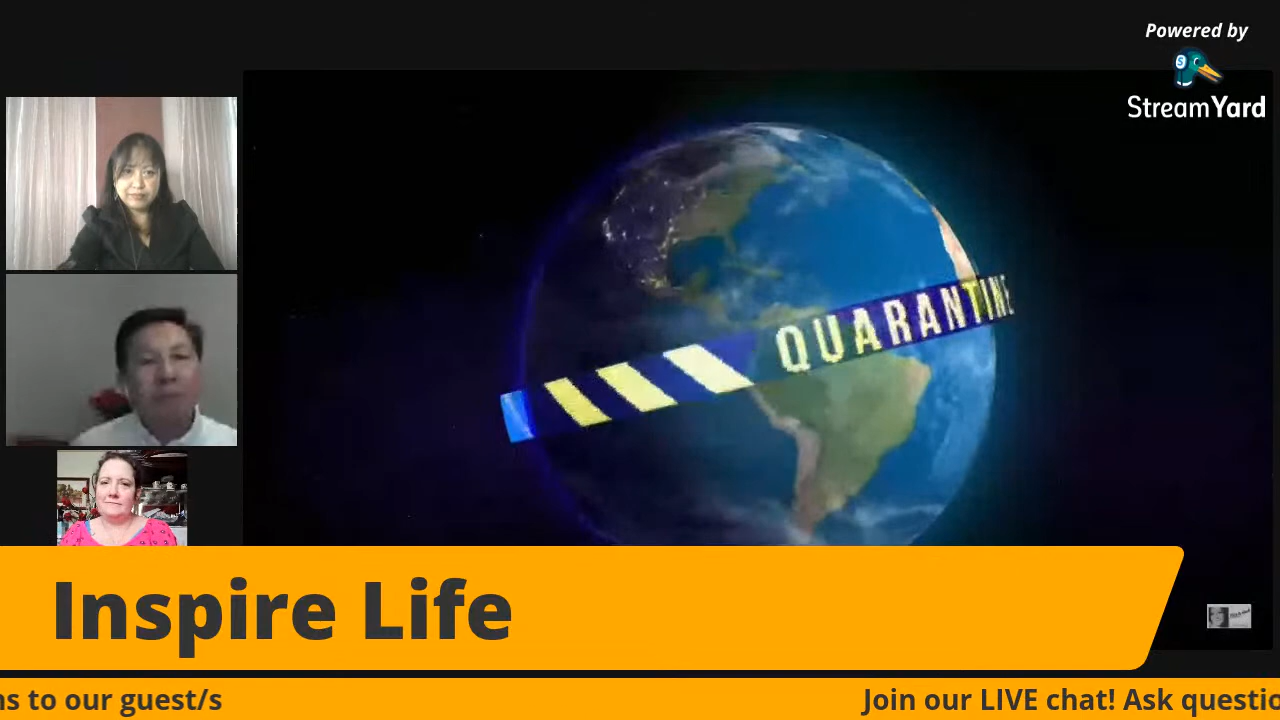 Powered by
StreamYard
QUARANTINE
Inspire Life
ns to our guest/s
Join our LIVE chat! Ask questio